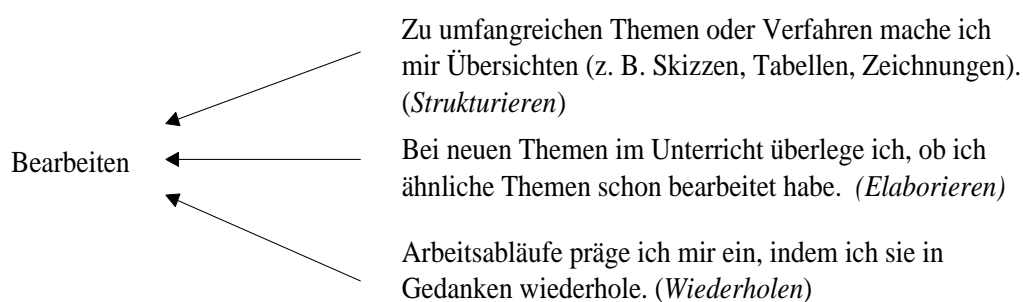 Zu umfangreichen Themen oder Verfahren mache ich
mir Übersichten (z. B. Skizzen, Tabellen, Zeichnungen).
(Strukturieren)
Bearbeiten
Bei neuen Themen im Unterricht überlege ich, ob ich
ähnliche Themen schon bearbeitet habe. (Elaborieren)
Arbeitsabläufe präge ich mir ein, indem ich sie in
Gedanken wiederhole. (Wiederholen)